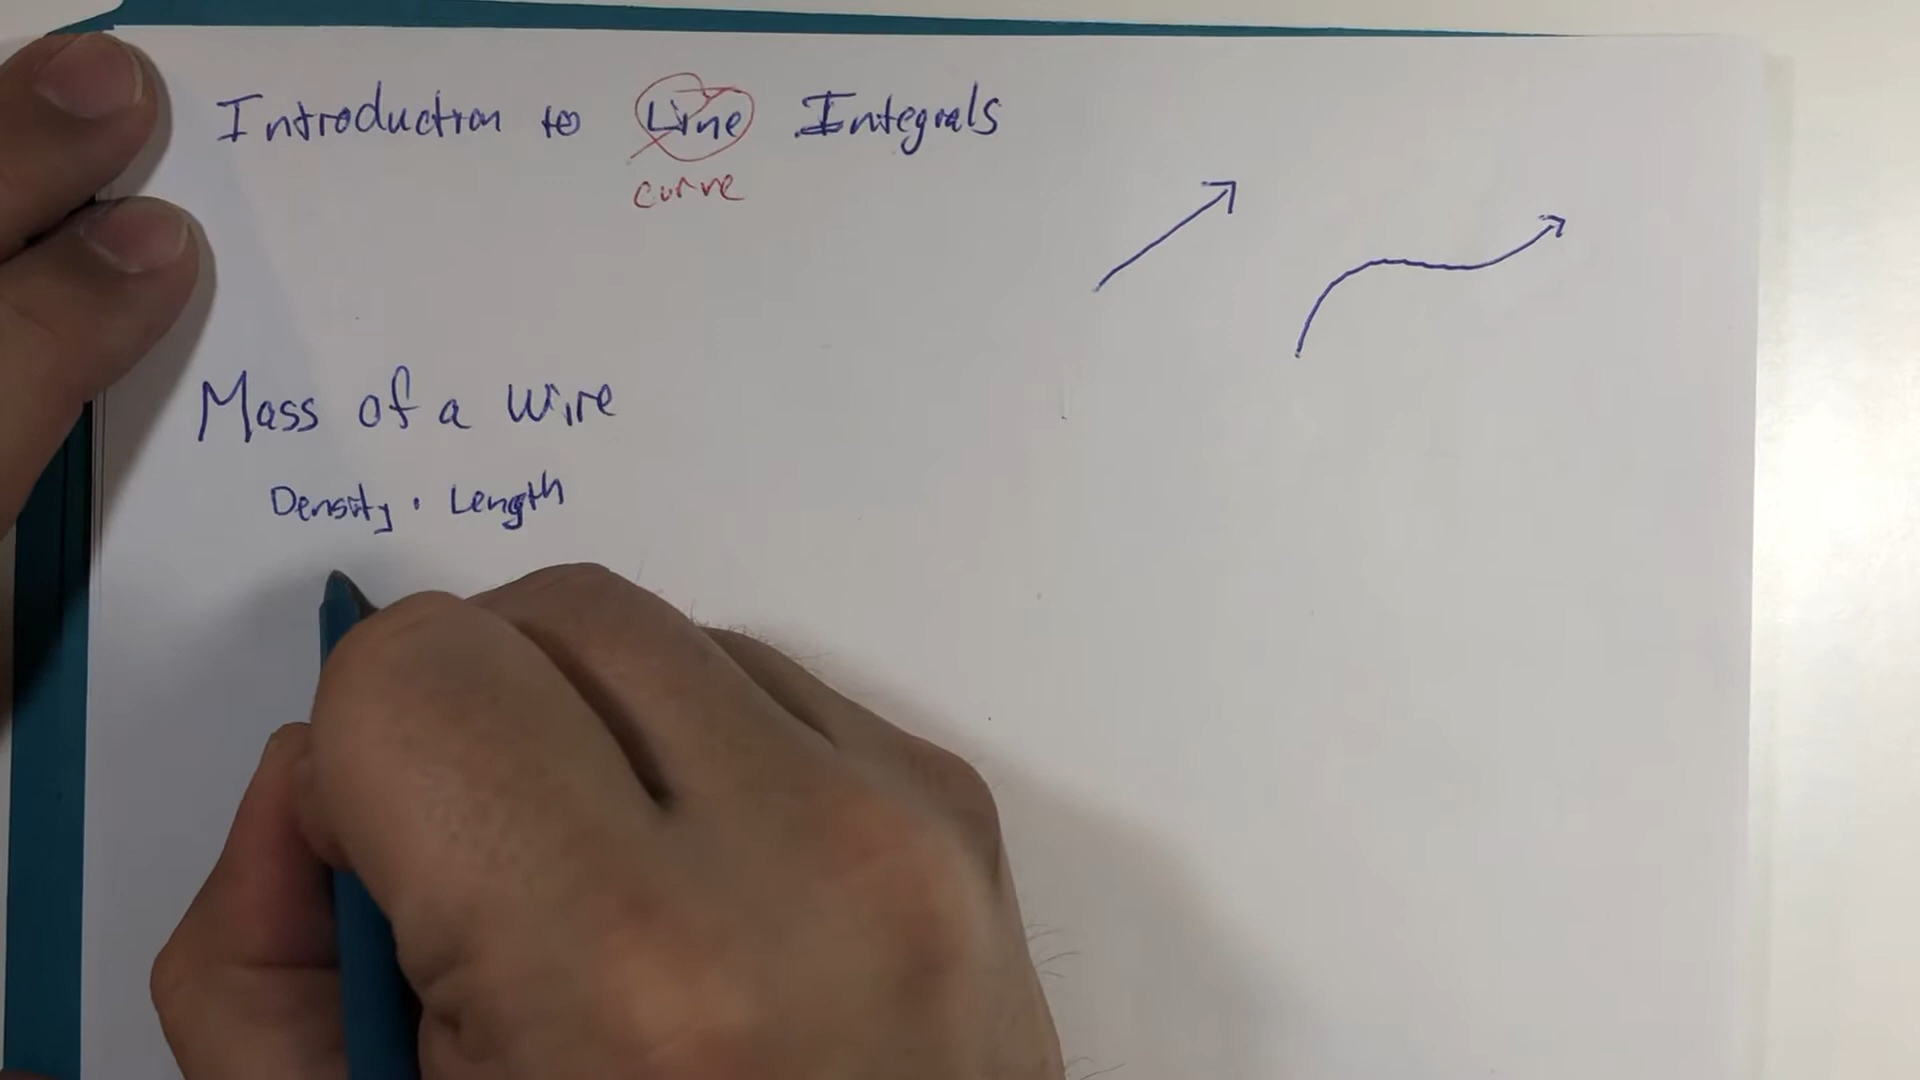 Introduction to Line Integrals
curve
Mass of a Wire
Density · Length